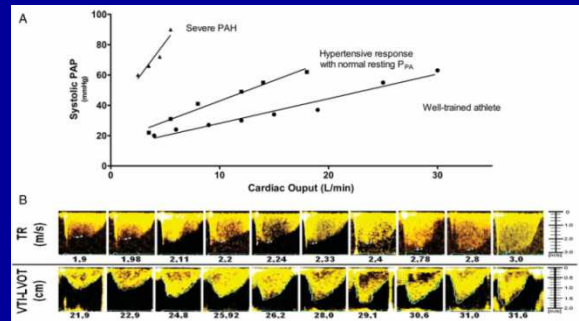 A
Severe PAH
Hypertensive response
with normal resting PPA
Well-trained athlete
Systolic PAP
(mmHg)
100
80
60
40
20
0
0
10
20
30
Cardiac Ouput (L/min)
B
TR
(m/s)
1,9 1,98 2,11 2,2 2,24 2,33 2,4 2,78 2,8 3,0
VTI-LVOT
(cm)
21,9 22,9 24,8 25,92 26,2 28,0 29,1 30,6 31,0 31,6